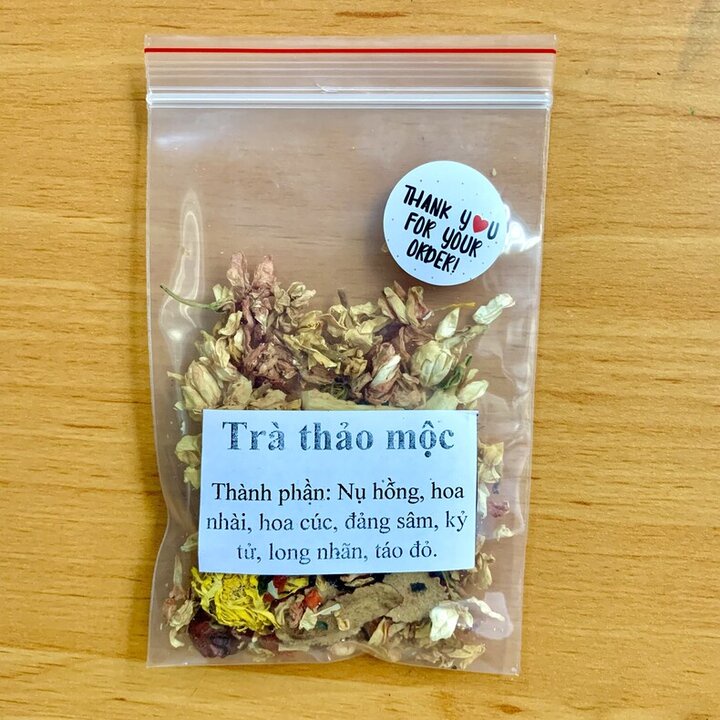 THANK YOU
FOR YOUR
ORDER!
Trà thảo mộc
Thành phần: Nụ hồng, hoa
nhài, hoa cúc, đảng sâm, kỷ
tử, long nhãn, táo đỏ.